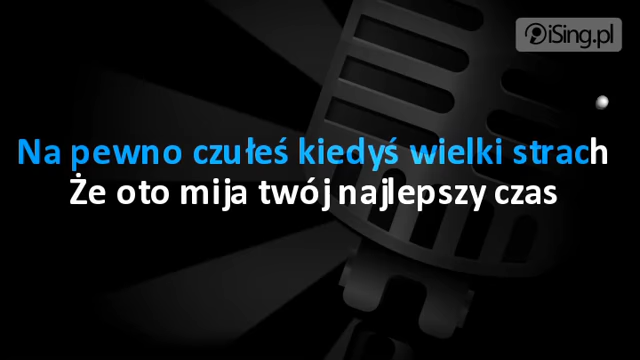 iSing.pl
Na pewno czułeś kiedyś wielki strach
Że oto mija twój najlepszy czas